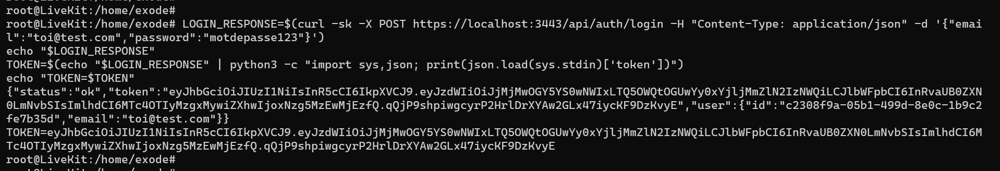 root@LiveKit:/home/exode#
root@LiveKit:/home/exode# LOGIN_RESPONSE=$(curl -sk -X POST https://localhost:3443/api/auth/login -H "Content-Type: application/json" -d '{"emai
l":"toi@test.com","password":"motdepasse123"}')
echo "$LOGIN_RESPONSE"
TOKEN=$(echo "$LOGIN_RESPONSE" | python3 -c "import sys,json; print(json.load(sys.stdin)['token'])")
echo "TOKEN=$TOKEN"
{"status":"ok","token":"eyJhbGciOiJIUzI1NiIsInR5cCI6IkpXVCJ9.eyJzdWIiOiJjMjMwOGY5YS0wNWIxLTQ5OWQtOGUwYy0xYjljMmZlN2IzNWQiLCJlbWFpbCI6InRvaUB0ZXN
0LmNvbSIsImlhdCI6MTc4OTIyMzgxMywiZXhwIjoxNzg5MzEwMjEzfQ.qQjP9shpiwgcyrP2HrlDrXYAw2GLx47iycKF9DzKvyE","user":{"id":"c2308f9a-05b1-499d-8e0c-1b9c2
fe7b35d","email":"toi@test.com"}}
TOKEN=eyJhbGciOiJIUzI1NiIsInR5cCI6IkpXVCJ9.eyJzdWIiOiJjMjMwOGY5YS0wNWIxLTQ5OWQtOGUwYy0xYjljMmZlN2IzNWQiLCJlbWFpbCI6InRvaUB0ZXN0LmNvbSIsImlhdCI6M
Tc4OTIyMzgxMywiZXhwIjoxNzg5MzEwMjEzfQ.qQjP9shpiwgcyrP2HrlDrXYAw2GLx47iycKF9DzKvyE
root@LiveKit:/home/exode#